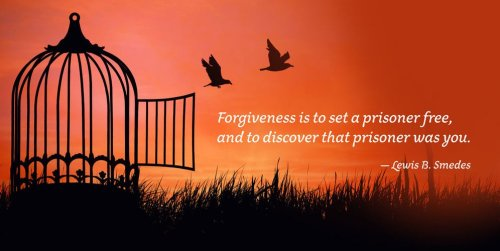 Forgiveness is to set a prisoner free,
and to discover that prisoner was you.
— Lewis B. Smedes